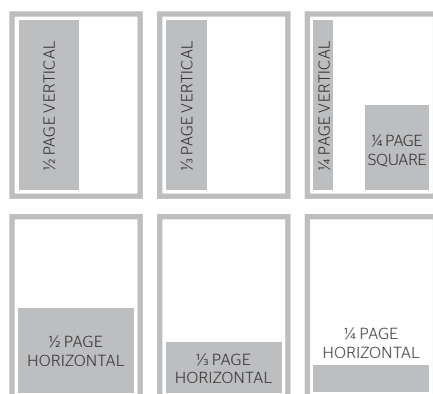 ½ PAGE VERTICAL
⅓ PAGE VERTICAL
¼ PAGE VERTICAL
¼ PAGE
SQUARE
½ PAGE
HORIZONTAL
⅓ PAGE
HORIZONTAL
¼ PAGE
HORIZONTAL